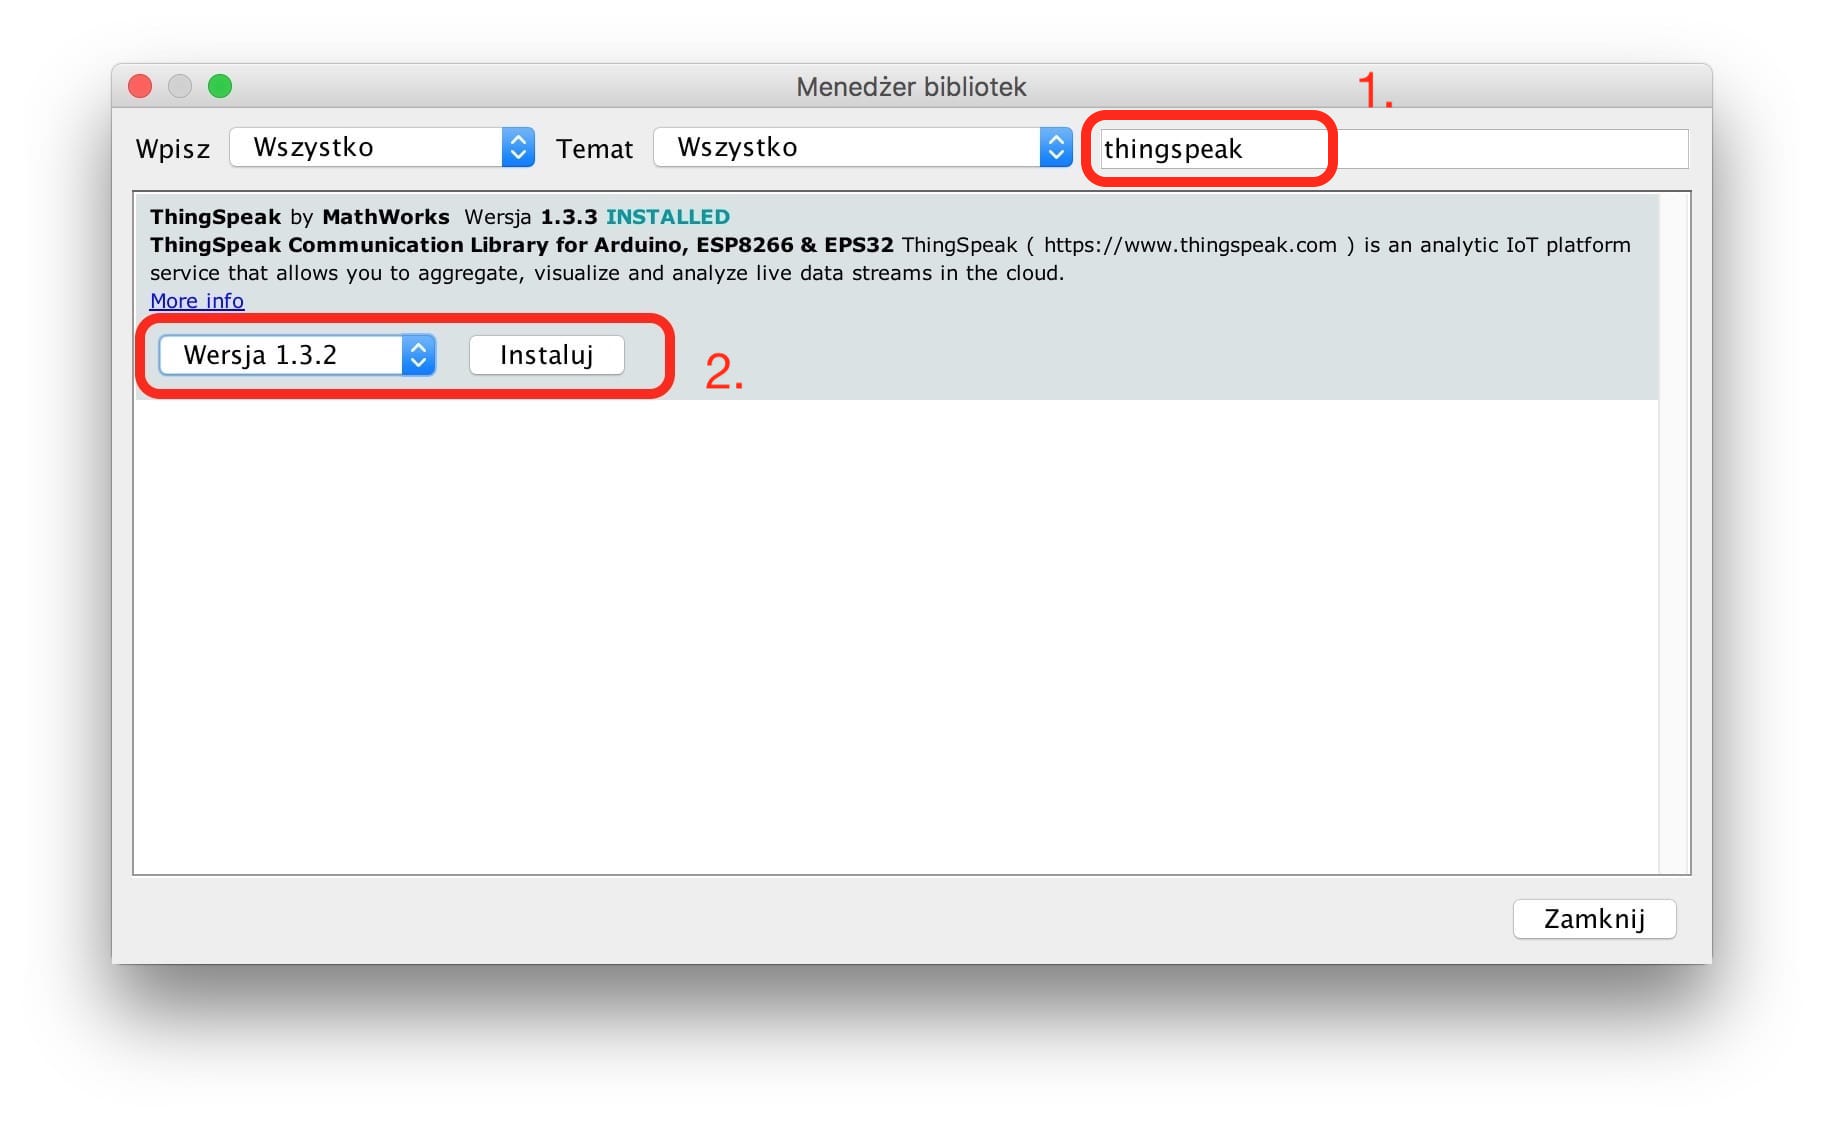 Menedżer bibliotek
1.
Wpisz Wszystko Temat Wszystko thingspeak
ThingSpeak by MathWorks Wersja 1.3.3 INSTALLED
ThingSpeak Communication Library for Arduino, ESP8266 & EPS32 ThingSpeak ( https://www.thingspeak.com ) is an analytic IoT platform
service that allows you to aggregate, visualize and analyze live data streams in the cloud.
More info
Wersja 1.3.2 Instaluj 2.
Zamknij